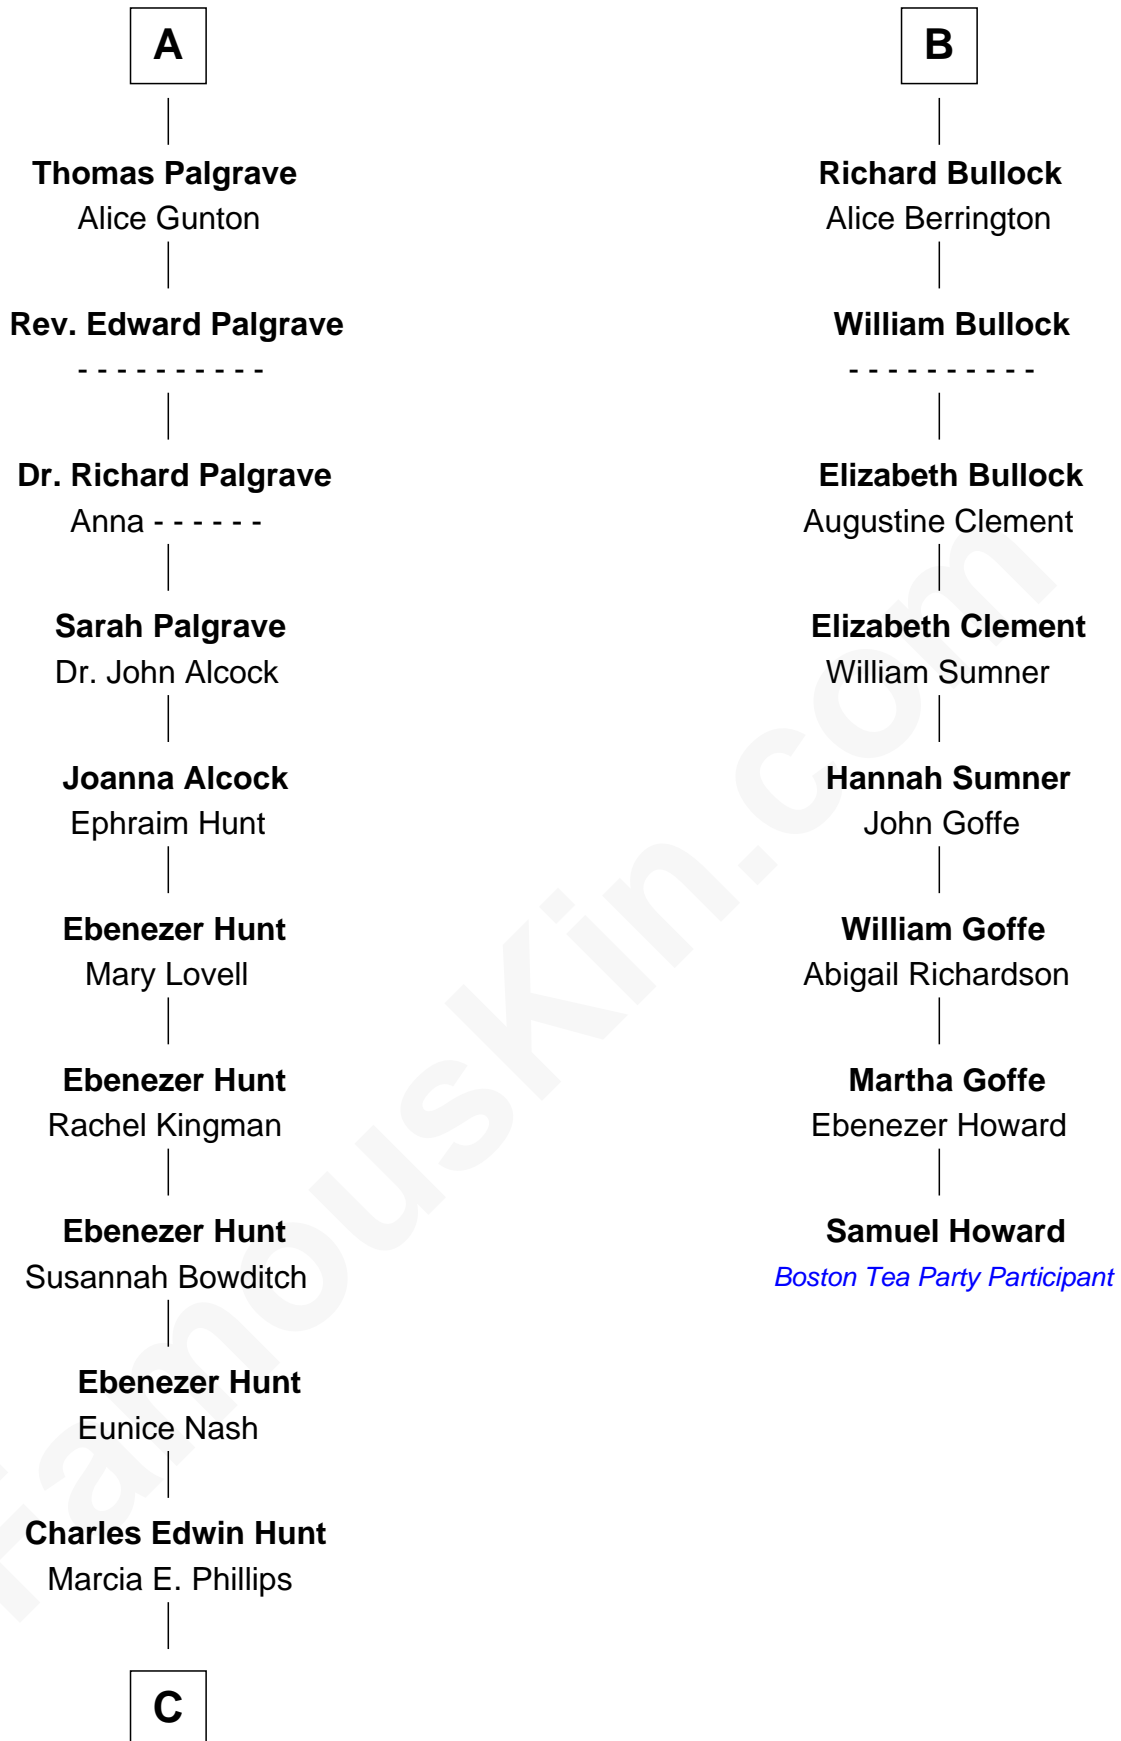 A
Thomas Palgrave
Alice Gunton
Rev. Edward Palgrave
- - - - - - - - - -
Dr. Richard Palgrave
Anna - - - - - -
Sarah Palgrave
Dr. John Alcock
Joanna Alcock
Ephraim Hunt
Ebenezer Hunt
Mary Lovell
Ebenezer Hunt
Rachel Kingman
Ebenezer Hunt
Susannah Bowditch
Ebenezer Hunt
Eunice Nash
Charles Edwin Hunt
Marcia E. Phillips
C
B
Richard Bullock
Alice Berrington
William Bullock
- - - - - - - - - -
Elizabeth Bullock
Augustine Clement
Elizabeth Clement
William Sumner
Hannah Sumner
John Goffe
William Goffe
Abigail Richardson
Martha Goffe
Ebenezer Howard
Samuel Howard
Boston Tea Party Participant
FamousKin.com